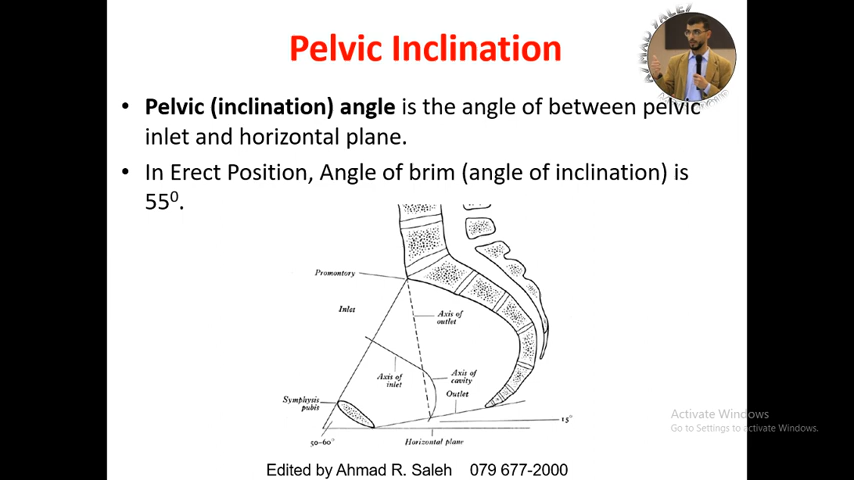 Pelvic Inclination
• Pelvic (inclination) angle is the angle of between pelvic
inlet and horizontal plane.
• In Erect Position, Angle of brim (angle of inclination) is
55⁰.
Promontory
Inlet
Axis of
outlet
Axis of
inlet
Axis of
cavity
Outlet
Symphysis
pubis
15°
50-60°
Horizontal plane
Activate Windows
Go to Settings to activate Windows.
Edited by Ahmad R. Saleh 079 677-2000